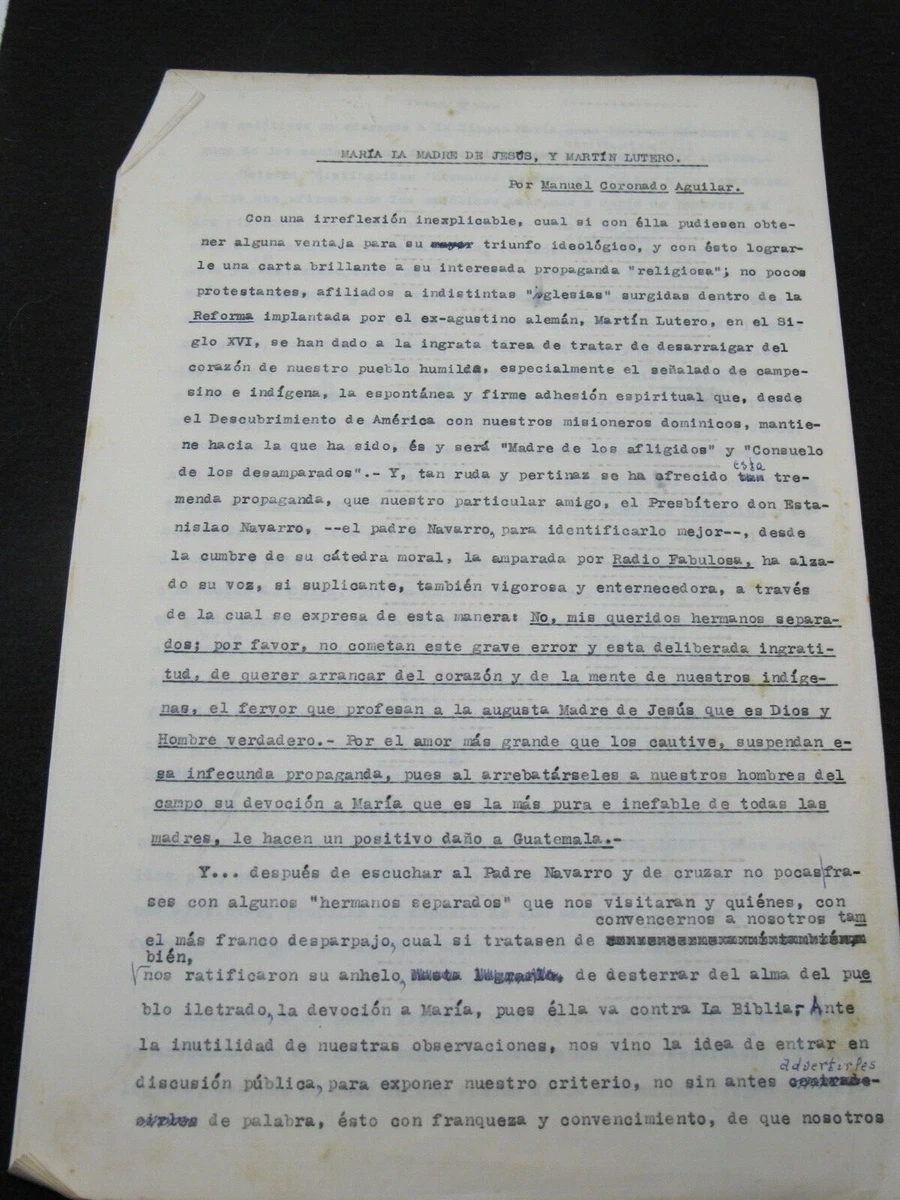 MARÍA LA MADRE DE JESÚS, Y MARTÍN LUTERO.
Por Manuel Coronado Aguilar.
Con una irreflexión inexplicable, cual si con élla pudiesen obte-
ner alguna ventaja para su triunfo ideológico, y con ésto lograr-
le una carta brillante a su interesada propaganda "religiosa"; no pocos
protestantes, afiliados a indistintas "iglesias" surgidas dentro de la
Reforma implantada por el ex-agustino alemán, Martín Lutero, en el Si-
glo XVI, se han dado a la ingrata tarea de tratar de desarraigar del
corazón de nuestro pueblo humilde, especialmente el señalado de campe-
sino e indígena, la espontánea y firme adhesión espiritual que, desde
el Descubrimiento de América con nuestros misioneros dominicos, mantie-
ne hacia la que ha sido, és y será "Madre de los afligidos" y "Consuelo
de los desamparados".- Y, tan ruda y pertinaz se ha ofrecido esta tre-
menda propaganda, que nuestro particular amigo, el Presbítero don Esta-
nislao Navarro, --el padre Navarro, para identificarlo mejor--, desde
la cumbre de su cátedra moral, la amparada por Radio Fabulosa, ha alza-
do su voz, si suplicante, también vigorosa y enternecedora, a través
de la cual se expresa de esta manera: No, mis queridos hermanos separa-
dos; por favor, no cometan este grave error y esta deliberada ingrati-
tud, de querer arrancar del corazón y de la mente de nuestros indíge-
nas, el fervor que profesan a la augusta Madre de Jesús que es Dios y
Hombre verdadero.- Por el amor más grande que los cautive, suspendan e-
sa infecunda propaganda, pues al arrebatárseles a nuestros hombres del
campo su devoción a María que es la más pura e inefable de todas las
madres, le hacen un positivo daño a Guatemala.-
Y... después de escuchar al Padre Navarro y de cruzar no pocas fra-
ses con algunos "hermanos separados" que nos visitaran y quiénes, con
convencernos a nosotros tam
el más franco desparpajo, cual si tratasen de
bién,
nos ratificaron su anhelo, hasta lograrlo, de desterrar del alma del pue
blo iletrado, la devoción a María, pues élla va contra La Biblia; Ante
la inutilidad de nuestras observaciones, nos vino la idea de entrar en
advertirles
discusión pública, para exponer nuestro criterio, no sin antes contrade-
cirles de palabra, ésto con franqueza y convencimiento, de que nosotros